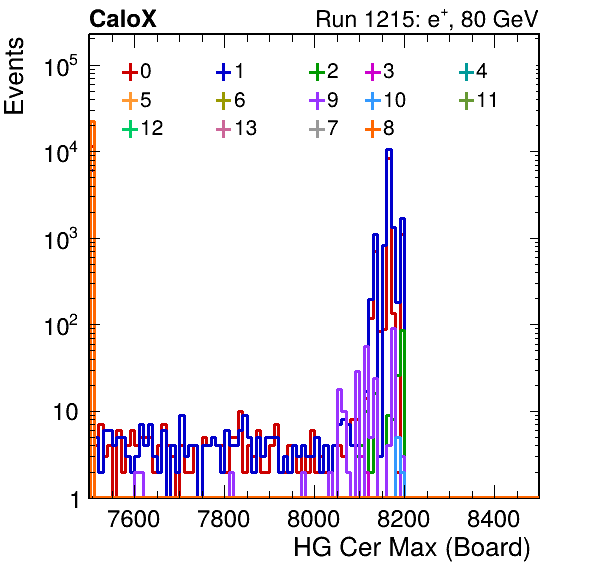 CaloX Run 1215: e⁺, 80 GeV
Events
10⁵
10⁴
10³
10²
10
1
0 1 2 3 4
5 6 9 10 11
12 13 7 8
7600 7800 8000 8200 8400
HG Cer Max (Board)